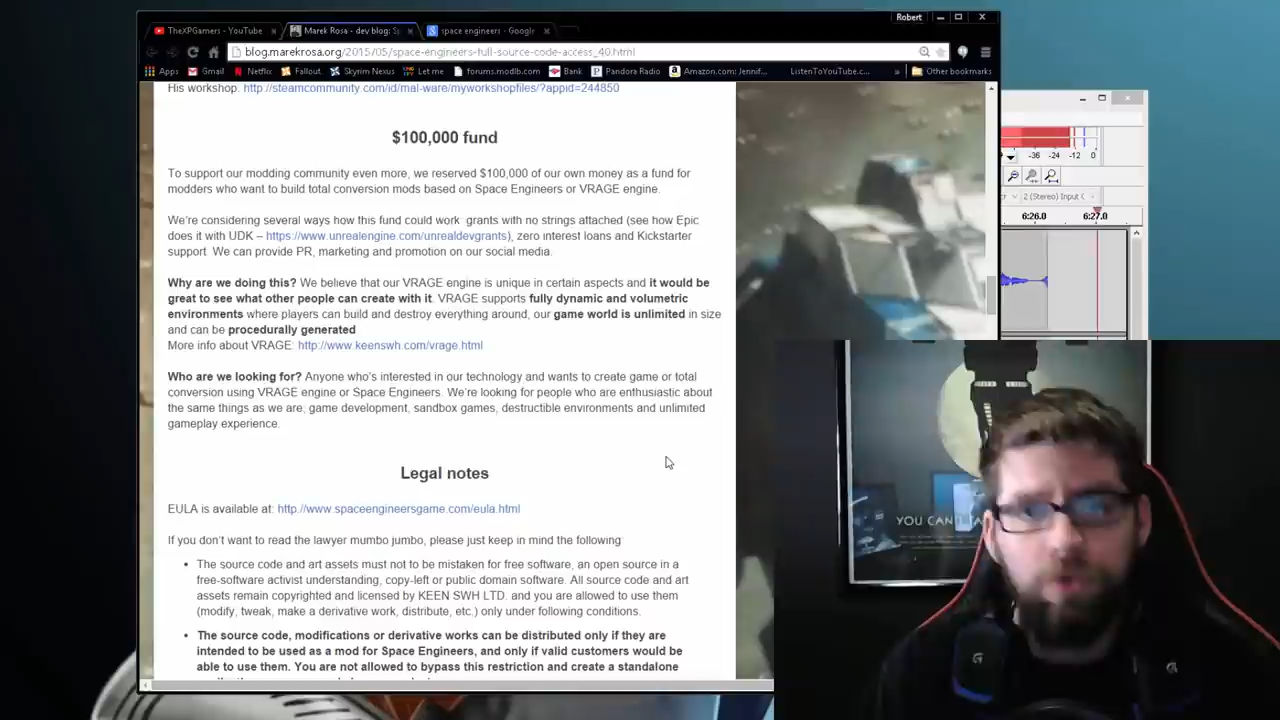 Robert
TheXPGamers - YouTube
Marek Rosa - dev blog: S
space engineers - Googl
blog.marekrosa.org/2015/05/space-engineers-full-source-code-access_40.html
Apps Gmail Netflix Fallout Skyrim Nexus Let me forums.modlb.com Bank Pandora Radio Amazon.com: Jennif... ListenToYouTube.c... » Other bookmarks
His workshop. http://steamcommunity.com/id/mal-ware/myworkshopfiles/?appid=244850
$100,000 fund
To support our modding community even more, we reserved $100,000 of our own money as a fund for
modders who want to build total conversion mods based on Space Engineers or VRAGE engine.
We're considering several ways how this fund could work grants with no strings attached (see how Epic
does it with UDK – https://www.unrealengine.com/unrealdevgrants), zero interest loans and Kickstarter
support We can provide PR, marketing and promotion on our social media.
Why are we doing this? We believe that our VRAGE engine is unique in certain aspects and it would be
great to see what other people can create with it. VRAGE supports fully dynamic and volumetric
environments where players can build and destroy everything around, our game world is unlimited in size
and can be procedurally generated
More info about VRAGE: http://www.keenswh.com/vrage.html
Who are we looking for? Anyone who's interested in our technology and wants to create game or total
conversion using VRAGE engine or Space Engineers. We're looking for people who are enthusiastic about
the same things as we are; game development, sandbox games, destructible environments and unlimited
gameplay experience.
Legal notes
EULA is available at: http://www.spaceengineersgame.com/eula.html
If you don't want to read the lawyer mumbo jumbo, please just keep in mind the following
• The source code and art assets must not to be mistaken for free software, an open source in a
free-software activist understanding, copy-left or public domain software. All source code and art
assets remain copyrighted and licensed by KEEN SWH LTD. and you are allowed to use them
(modify, tweak, make a derivative work, distribute, etc.) only under following conditions.
• The source code, modifications or derivative works can be distributed only if they are
intended to be used as a mod for Space Engineers, and only if valid customers would be
able to use them. You are not allowed to bypass this restriction and create a standalone
-36 -24 -12 0
2 (Stereo) Input C
6:26.0 6:27.0
YOU CAN'T